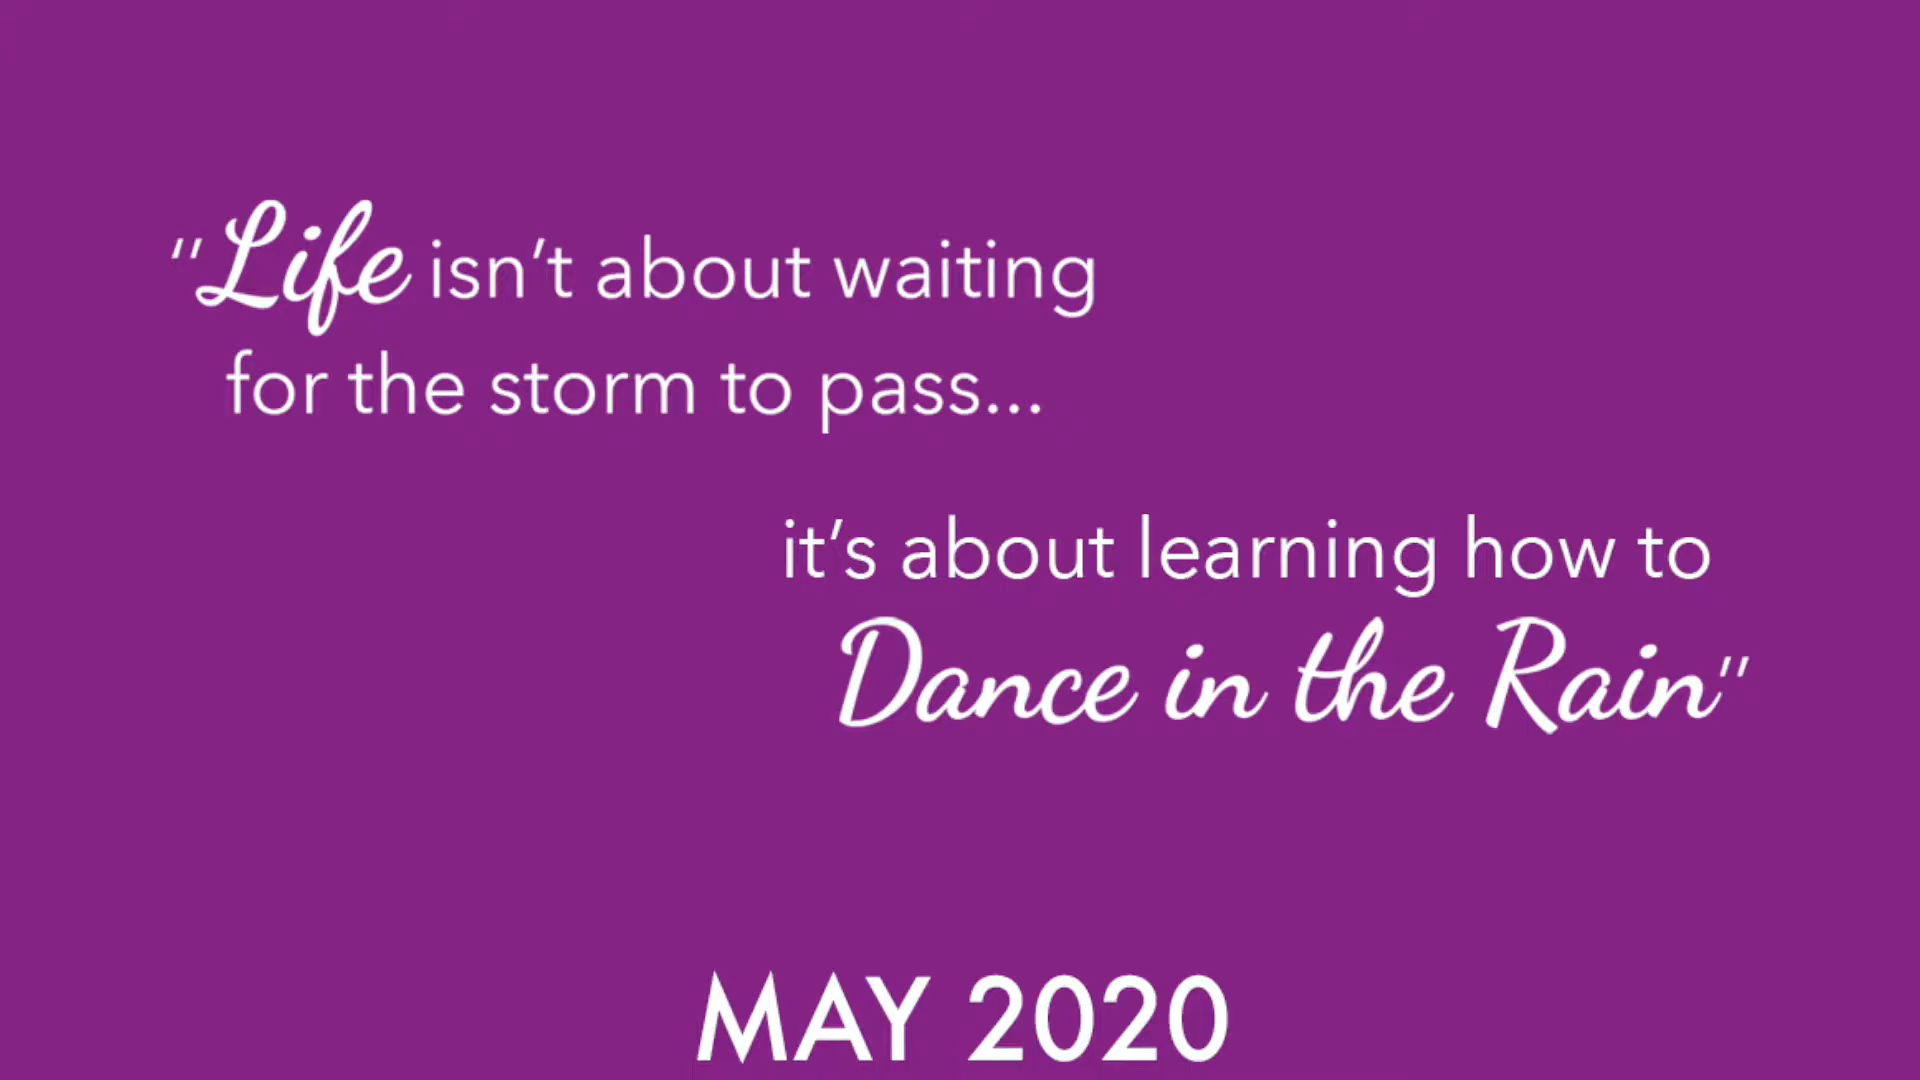 “Life isn’t about waiting
for the storm to pass...
it’s about learning how to
Dance in the Rain”
MAY 2020